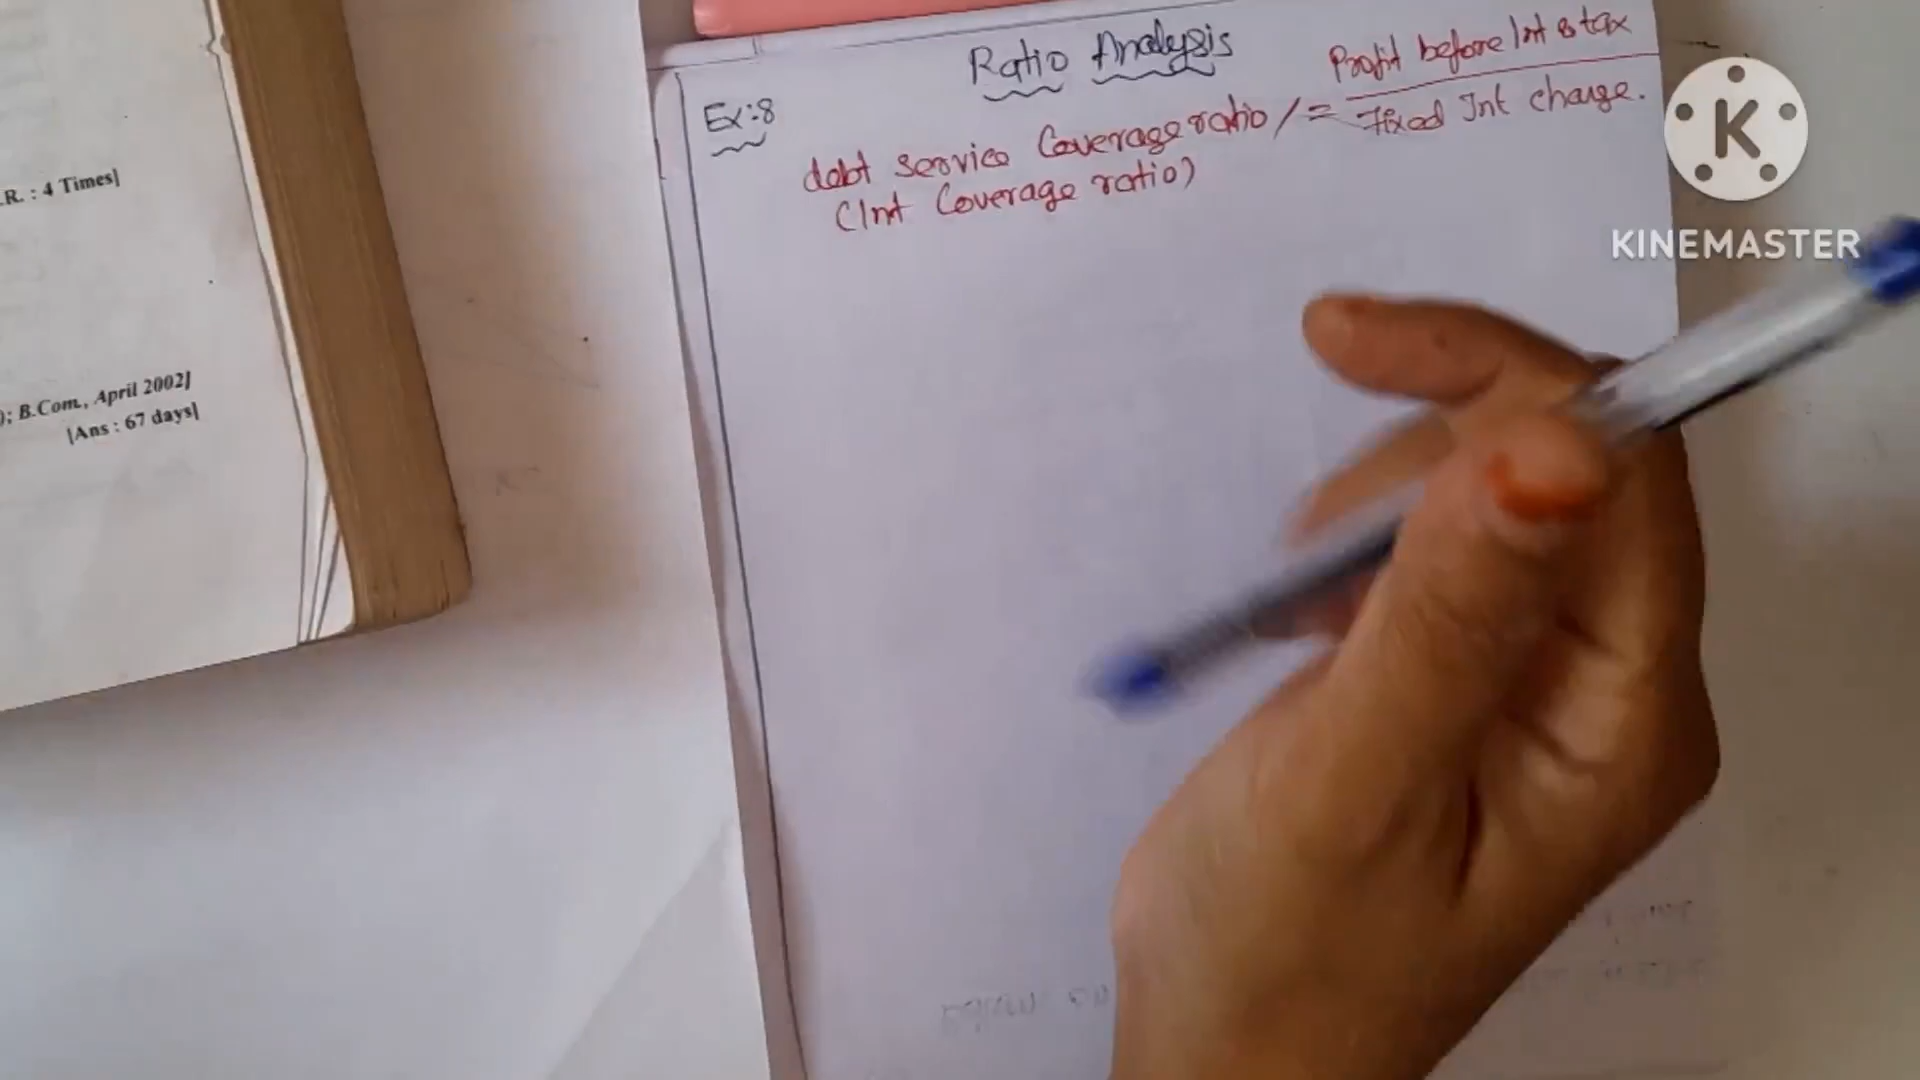 .R. : 4 Times]
); B.Com., April 2002]
[Ans : 67 days]
Ratio Analysis
Ex:8
debt service Coverage ratio / = Profit before Int & tax
Fixed Int charge.
(Int Coverage ratio)
K
KINEMASTER